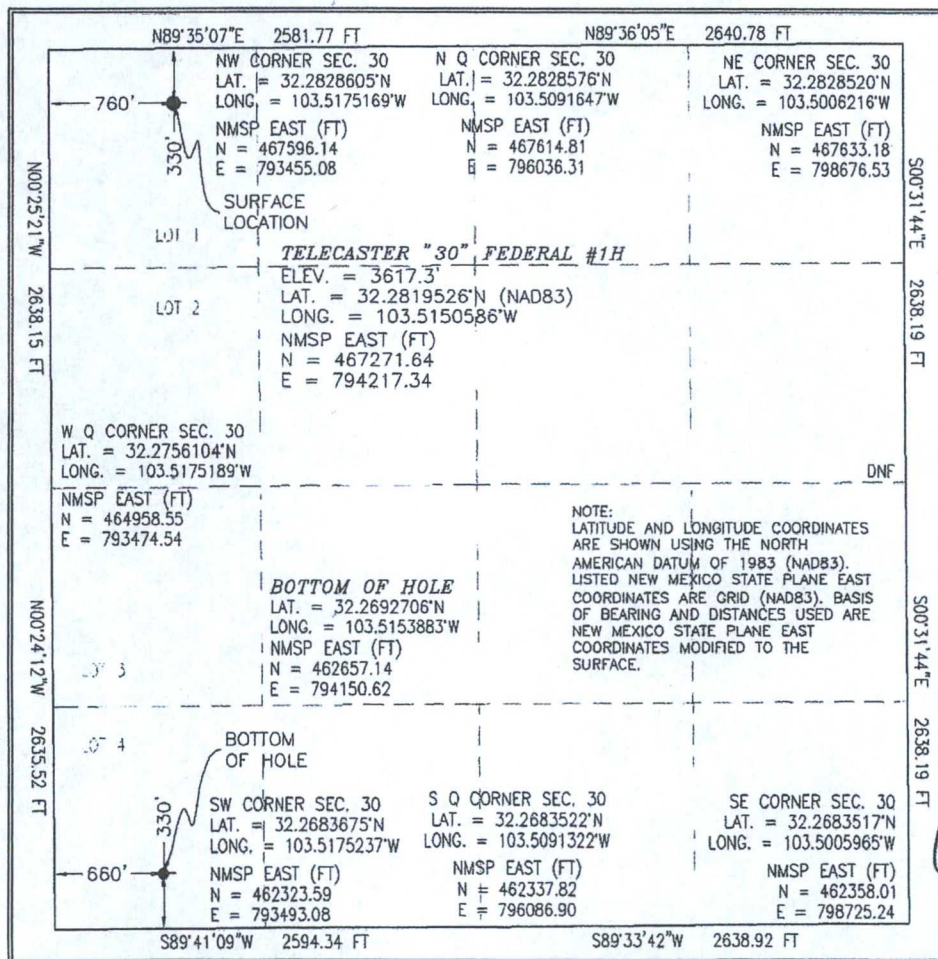 N89°35'07"E 2581.77 FT
N89°36'05"E 2640.78 FT
NW CORNER SEC. 30
LAT. = 32.2828605°N
LONG. = 103.5175169°W
NMSP EAST (FT)
N = 467596.14
E = 793455.08
N Q CORNER SEC. 30
LAT. = 32.2828576°N
LONG. = 103.5091647°W
NMSP EAST (FT)
N = 467614.81
E = 796036.31
NE CORNER SEC. 30
LAT. = 32.2828520°N
LONG. = 103.5006216°W
NMSP EAST (FT)
N = 467633.18
E = 798676.53
760'
330'
SURFACE
LOCATION
LOT 1
N00°25'21"W 2638.15 FT
S00°31'44"E 2638.19 FT
TELECASTER "30" FEDERAL #1H
ELEV. = 3617.3'
LAT. = 32.2819526°N (NAD83)
LONG. = 103.5150586°W
NMSP EAST (FT)
N = 467271.64
E = 794217.34
LOT 2
W Q CORNER SEC. 30
LAT. = 32.2756104°N
LONG. = 103.5175189°W
NMSP EAST (FT)
N = 464958.55
E = 793474.54
DNF
NOTE:
LATITUDE AND LONGITUDE COORDINATES
ARE SHOWN USING THE NORTH
AMERICAN DATUM OF 1983 (NAD83).
LISTED NEW MEXICO STATE PLANE EAST
COORDINATES ARE GRID (NAD83). BASIS
OF BEARING AND DISTANCES USED ARE
NEW MEXICO STATE PLANE EAST
COORDINATES MODIFIED TO THE
SURFACE.
BOTTOM OF HOLE
LAT. = 32.2692706°N
LONG. = 103.5153883°W
NMSP EAST (FT)
N = 462657.14
E = 794150.62
N00°24'12"W 2635.52 FT
S00°31'44"E 2638.19 FT
LOT 3
LOT 4
BOTTOM
OF HOLE
330'
660'
SW CORNER SEC. 30
LAT. = 32.2683675°N
LONG. = 103.5175237°W
NMSP EAST (FT)
N = 462323.59
E = 793493.08
S Q CORNER SEC. 30
LAT. = 32.2683522°N
LONG. = 103.5091322°W
NMSP EAST (FT)
N = 462337.82
E = 796086.90
SE CORNER SEC. 30
LAT. = 32.2683517°N
LONG. = 103.5005965°W
NMSP EAST (FT)
N = 462358.01
E = 798725.24
S89°41'09"W 2594.34 FT
S89°33'42"W 2638.92 FT